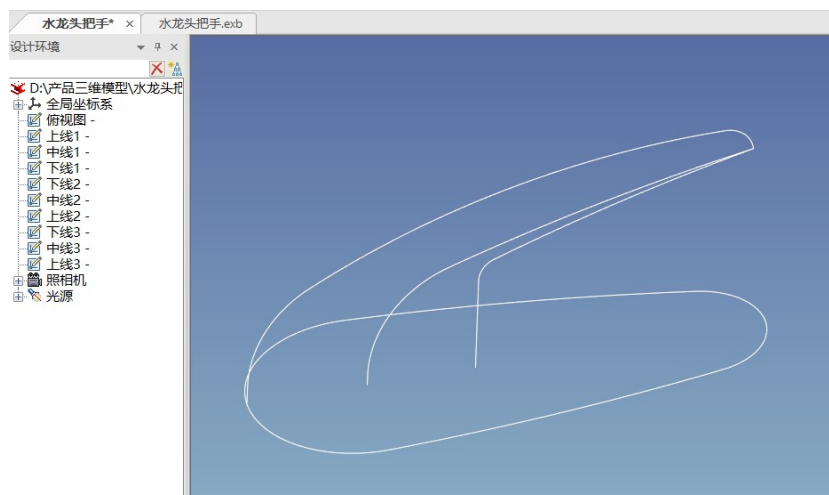 水龙头把手* ×
水龙头把手.exb
设计环境
D:\产品三维模型\水龙头把
全局坐标系
俯视图 -
上线1 -
中线1 -
下线1 -
下线2 -
中线2 -
上线2 -
下线3 -
中线3 -
上线3 -
照相机
光源